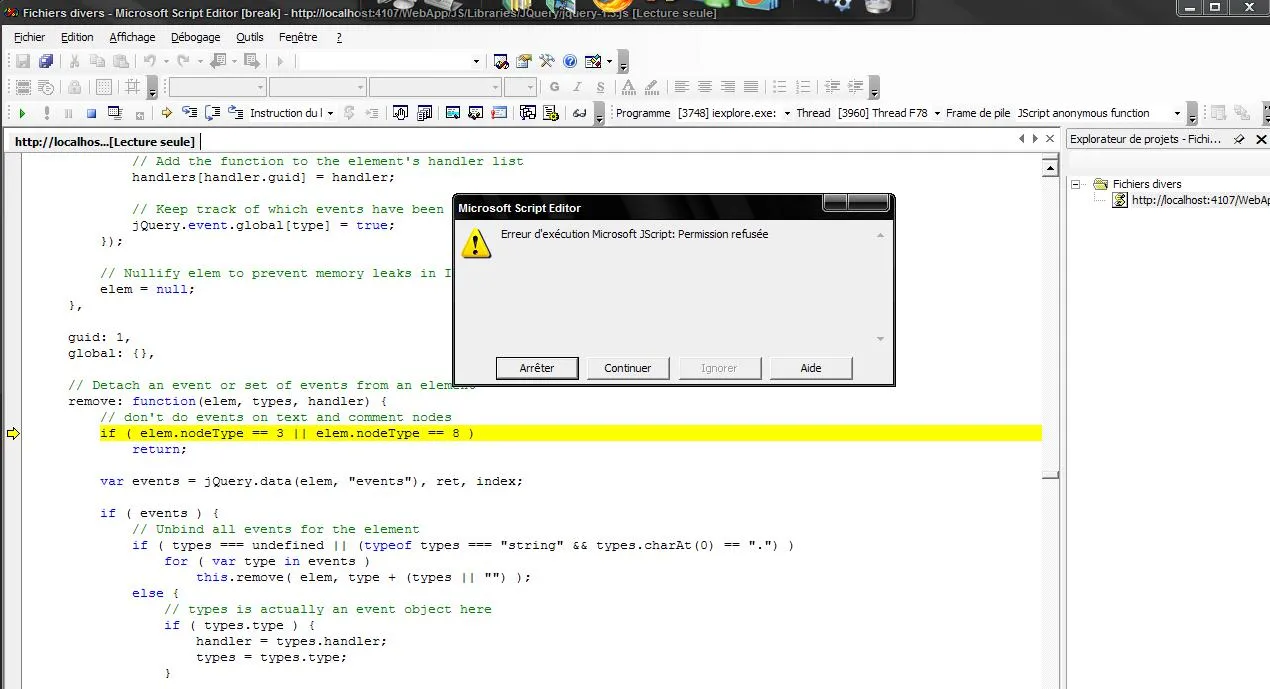 Fichiers divers - Microsoft Script Editor [break] - http://localhost:4107/WebApp/JS/Libraries/JQuery/jquery-1.3.js [Lecture seule]
Fichier Edition Affichage Débogage Outils Fenêtre ?
G I S
Instruction du l Programme [3748] iexplore.exe: Thread [3960] Thread F78 Frame de pile JScript anonymous function
http://localhos...[Lecture seule]
Explorateur de projets - Fichi...
Fichiers divers
http://localhost:4107/WebAp
// Add the function to the element's handler list
handlers[handler.guid] = handler;
// Keep track of which events have been
jQuery.event.global[type] = true;
});
// Nullify elem to prevent memory leaks in I
elem = null;
},
guid: 1,
global: {},
// Detach an event or set of events from an element
remove: function(elem, types, handler) {
// don't do events on text and comment nodes
if ( elem.nodeType == 3 || elem.nodeType == 8 )
return;
var events = jQuery.data(elem, "events"), ret, index;
if ( events ) {
// Unbind all events for the element
if ( types === undefined || (typeof types === "string" && types.charAt(0) == ".") )
for ( var type in events )
this.remove( elem, type + (types || "") );
else {
// types is actually an event object here
if ( types.type ) {
handler = types.handler;
types = types.type;
}
Microsoft Script Editor
Erreur d'exécution Microsoft JScript: Permission refusée
Arrêter Continuer Ignorer Aide